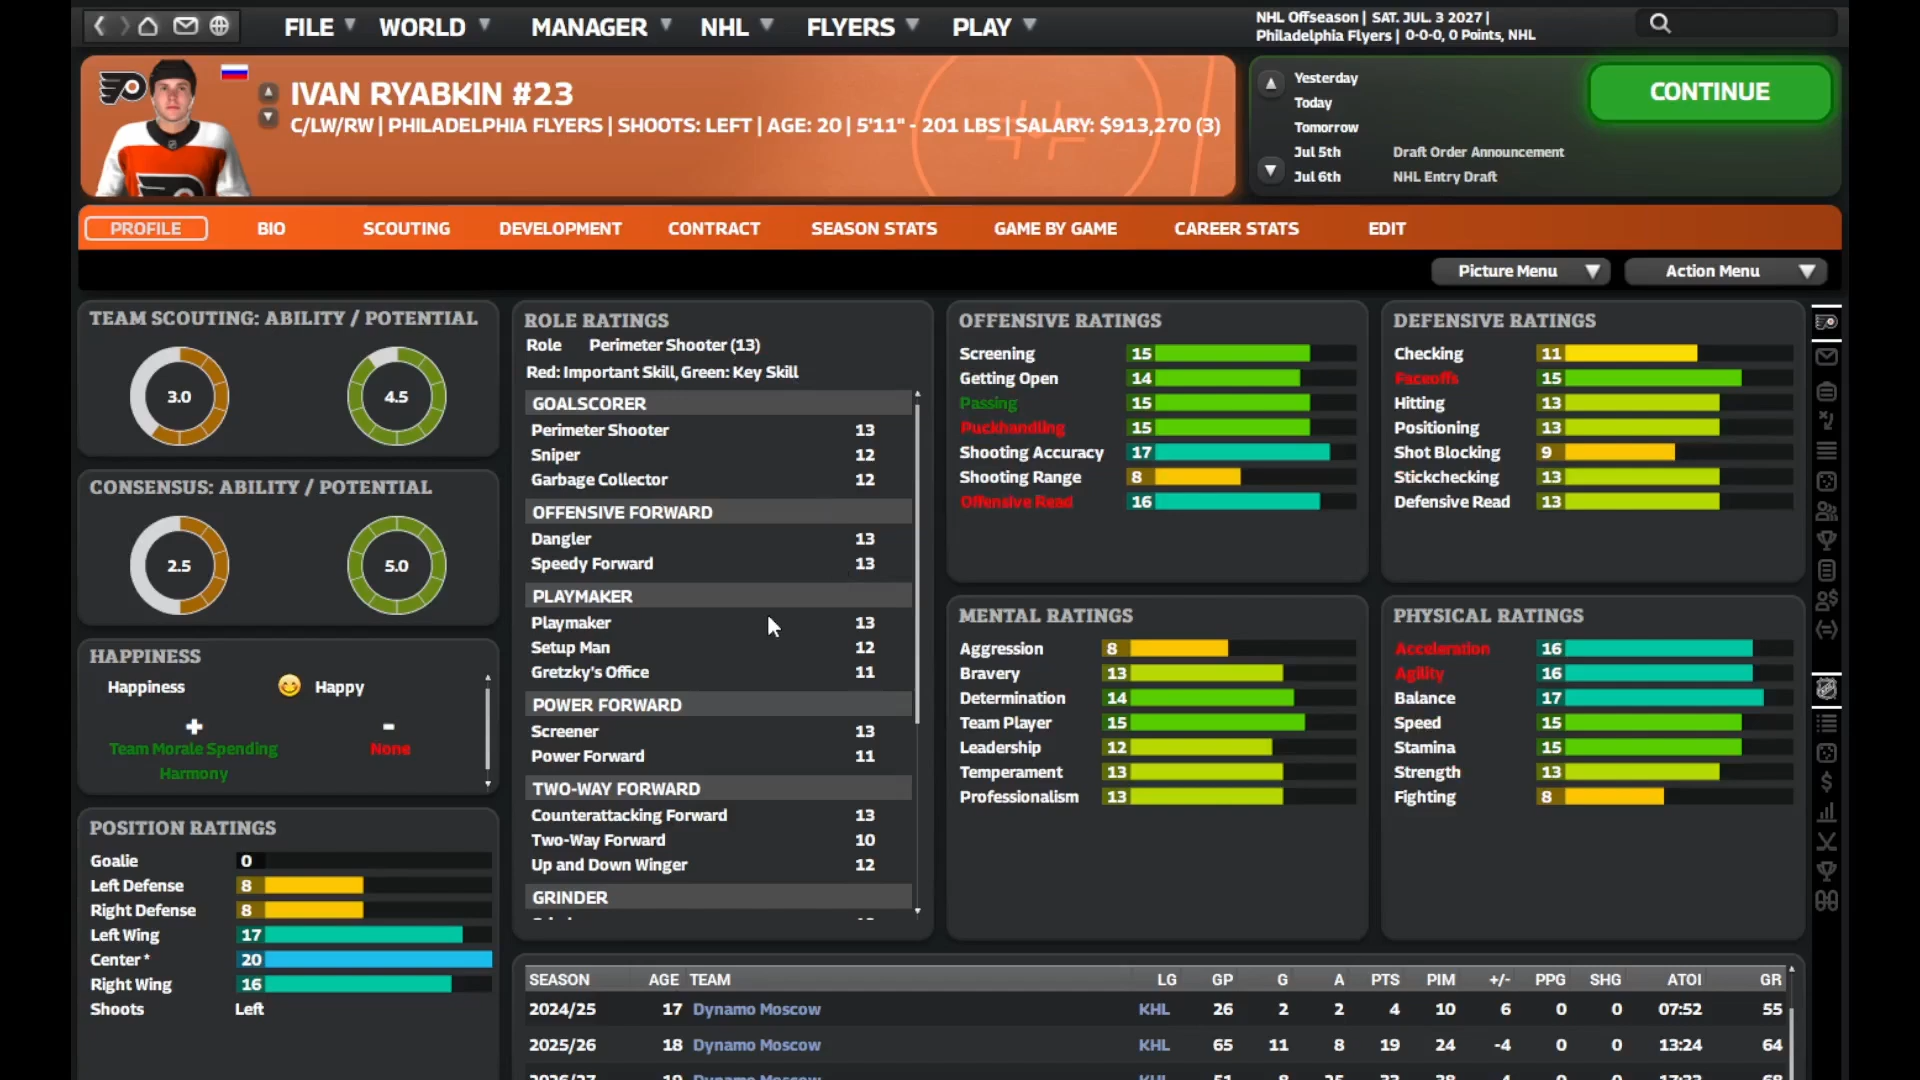 FILE
WORLD
MANAGER
NHL
FLYERS
PLAY
NHL Offseason | SAT. JUL. 3 2027 |
Philadelphia Flyers | 0-0-0, 0 Points, NHL
IVAN RYABKIN #23
C/LW/RW | PHILADELPHIA FLYERS | SHOOTS: LEFT | AGE: 20 | 5'11" - 201 LBS | SALARY: $913,270 (3)
Yesterday
Today
Tomorrow
Jul 5th Draft Order Announcement
Jul 6th NHL Entry Draft
CONTINUE
PROFILE
BIO
SCOUTING
DEVELOPMENT
CONTRACT
SEASON STATS
GAME BY GAME
CAREER STATS
EDIT
Picture Menu
Action Menu
TEAM SCOUTING: ABILITY / POTENTIAL
3.0 4.5
CONSENSUS: ABILITY / POTENTIAL
2.5 5.0
HAPPINESS
Happiness Happy
+ -
Team Morale Spending None
Harmony
POSITION RATINGS
Goalie 0
Left Defense 8
Right Defense 8
Left Wing 17
Center * 20
Right Wing 16
Shoots Left
ROLE RATINGS
Role Perimeter Shooter (13)
Red: Important Skill, Green: Key Skill
GOALSCORER
Perimeter Shooter 13
Sniper 12
Garbage Collector 12
OFFENSIVE FORWARD
Dangler 13
Speedy Forward 13
PLAYMAKER
Playmaker 13
Setup Man 12
Gretzky's Office 11
POWER FORWARD
Screener 13
Power Forward 11
TWO-WAY FORWARD
Counterattacking Forward 13
Two-Way Forward 10
Up and Down Winger 12
GRINDER
OFFENSIVE RATINGS
Screening 15
Getting Open 14
Passing 15
Puckhandling 15
Shooting Accuracy 17
Shooting Range 8
Offensive Read 16
DEFENSIVE RATINGS
Checking 11
Faceoffs 15
Hitting 13
Positioning 13
Shot Blocking 9
Stickchecking 13
Defensive Read 13
MENTAL RATINGS
Aggression 8
Bravery 13
Determination 14
Team Player 15
Leadership 12
Temperament 13
Professionalism 13
PHYSICAL RATINGS
Acceleration 16
Agility 16
Balance 17
Speed 15
Stamina 15
Strength 13
Fighting 8
SEASON AGE TEAM LG GP G A PTS PIM +/- PPG SHG ATOI GR
2024/25 17 Dynamo Moscow KHL 26 2 2 4 10 6 0 0 07:52 55
2025/26 18 Dynamo Moscow KHL 65 11 8 19 24 -4 0 0 13:24 64